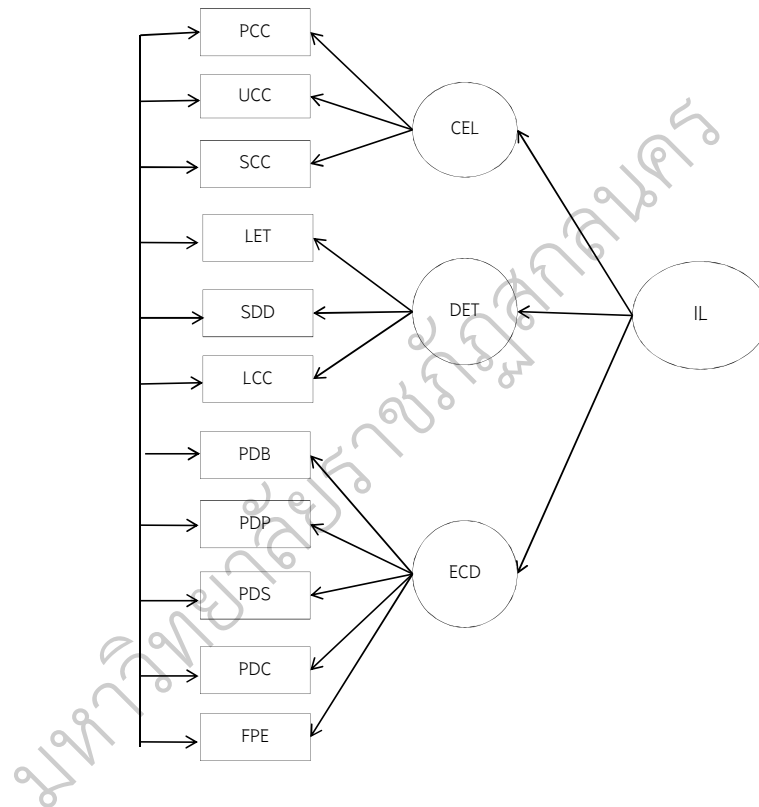 PCC
UCC
SCC
LET
SDD
LCC
PDB
PDP
PDS
PDC
FPE
CEL
DET
ECD
IL
มหาวิทยาลัยราชภัฏสกลนคร